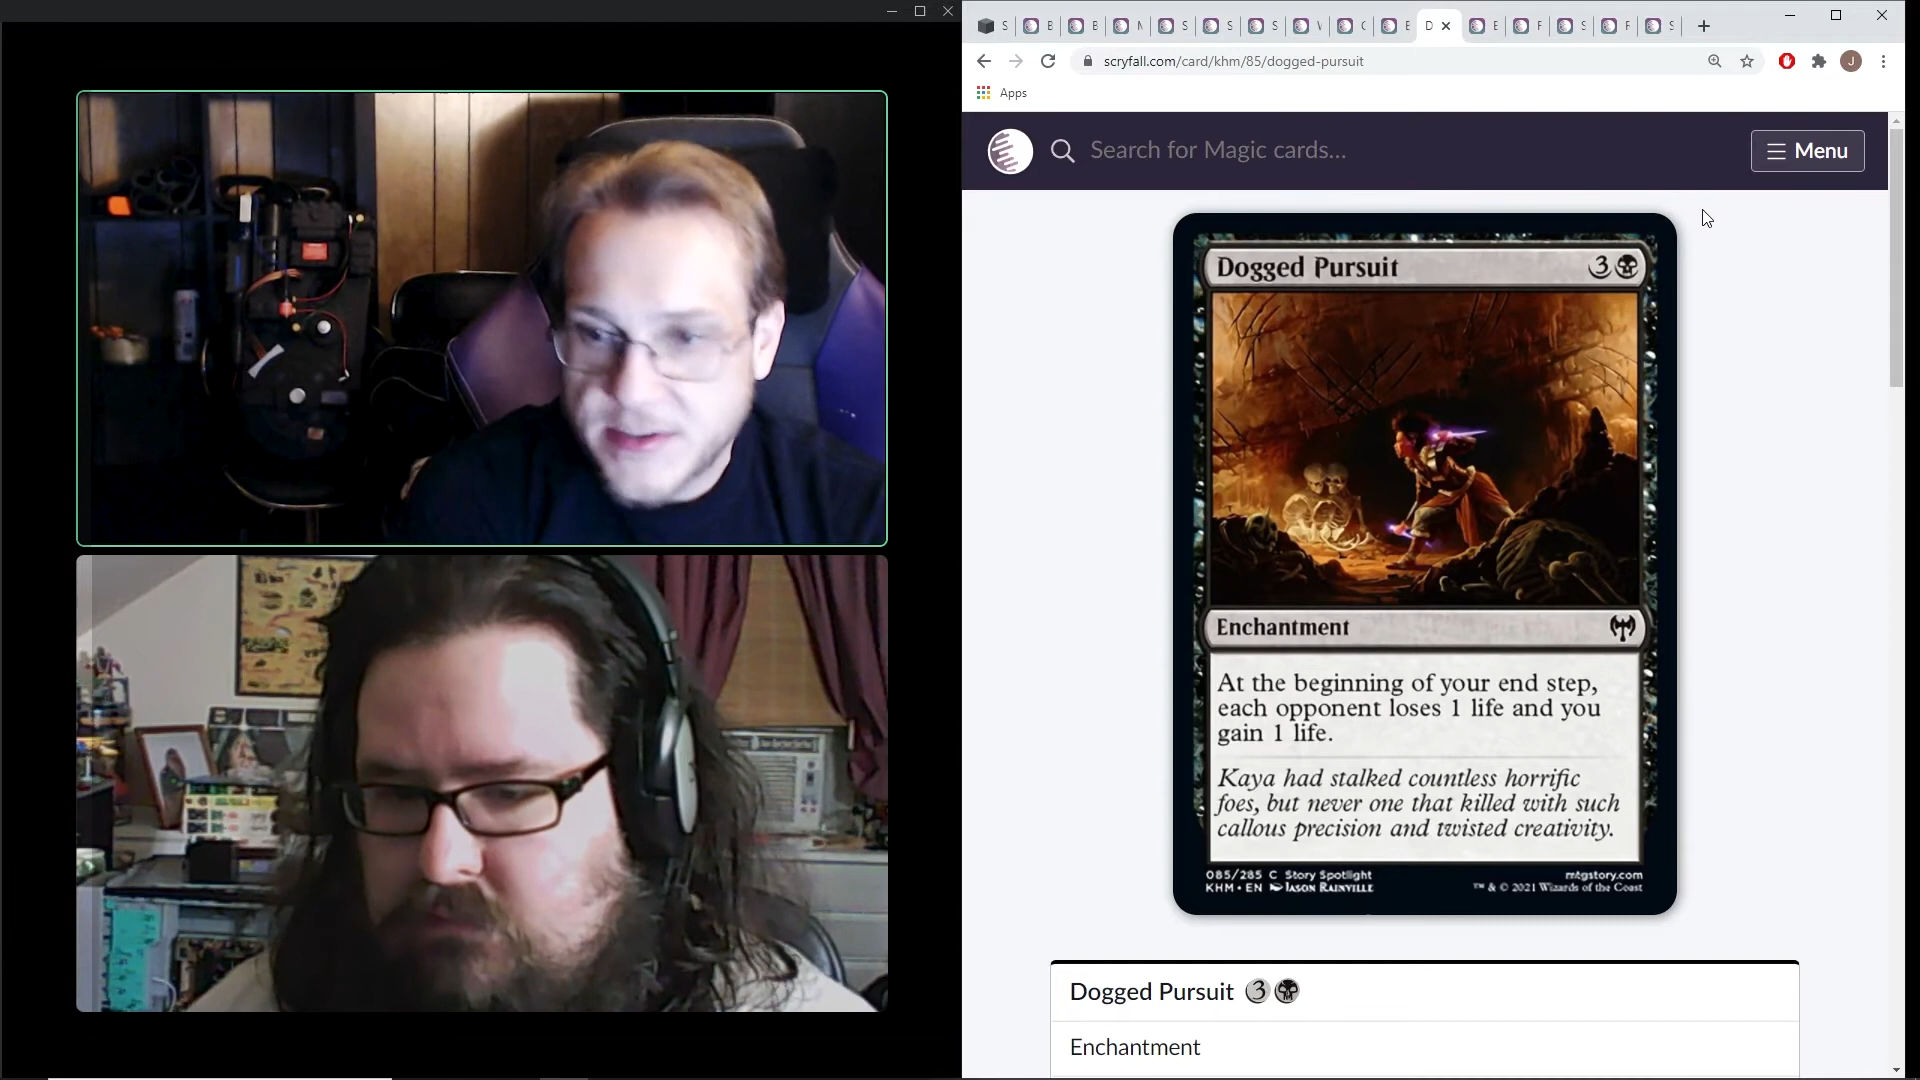 scryfall.com/card/khm/85/dogged-pursuit
J
Apps
Search for Magic cards...
Menu
Dogged Pursuit 3
Enchantment
At the beginning of your end step,
each opponent loses 1 life and you
gain 1 life.
Kaya had stalked countless horrific
foes, but never one that killed with such
callous precision and twisted creativity.
085/285 C Story Spotlight
mtgstory.com
KHM • EN Jason Rainville
™ & © 2021 Wizards of the Coast
Dogged Pursuit 3
Enchantment